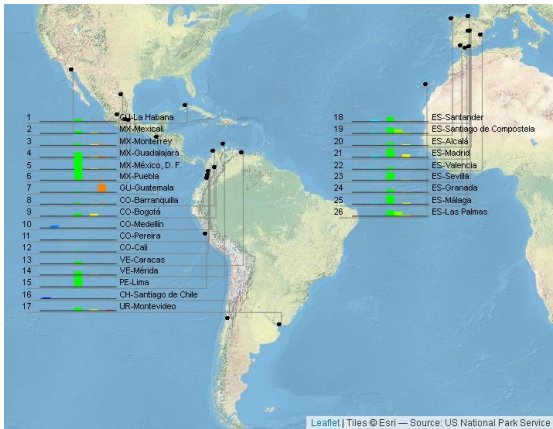 1 CU-La Habana
2 MX-Mexicali
3 MX-Monterrey
4 MX-Guadalajara
5 MX-México, D. F.
6 MX-Puebla
7 GU-Guatemala
8 CO-Barranquilla
9 CO-Bogotá
10 CO-Medellín
11 CO-Pereira
12 CO-Cali
13 VE-Caracas
14 VE-Mérida
15 PE-Lima
16 CH-Santiago de Chile
17 UR-Montevideo
18 ES-Santander
19 ES-Santiago de Compostela
20 ES-Alcalá
21 ES-Madrid
22 ES-Valencia
23 ES-Sevilla
24 ES-Granada
25 ES-Málaga
26 ES-Las Palmas
Leaflet | Tiles © Esri — Source: US National Park Service